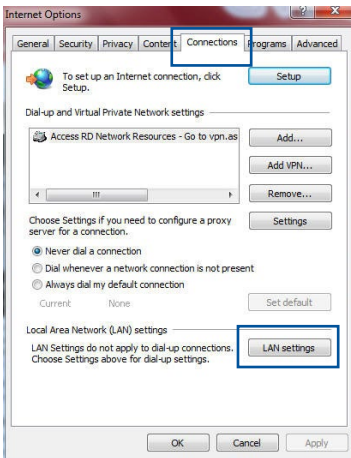 Internet Options
General Security Privacy Content Connections Programs Advanced
To set up an Internet connection, click
Setup.
Setup
Dial-up and Virtual Private Network settings
Access RD Network Resources - Go to vpn.as
Add...
Add VPN...
Remove...
Choose Settings if you need to configure a proxy
server for a connection.
Settings
Never dial a connection
Dial whenever a network connection is not present
Always dial my default connection
Current None
Set default
Local Area Network (LAN) settings
LAN Settings do not apply to dial-up connections.
Choose Settings above for dial-up settings.
LAN settings
OK Cancel Apply